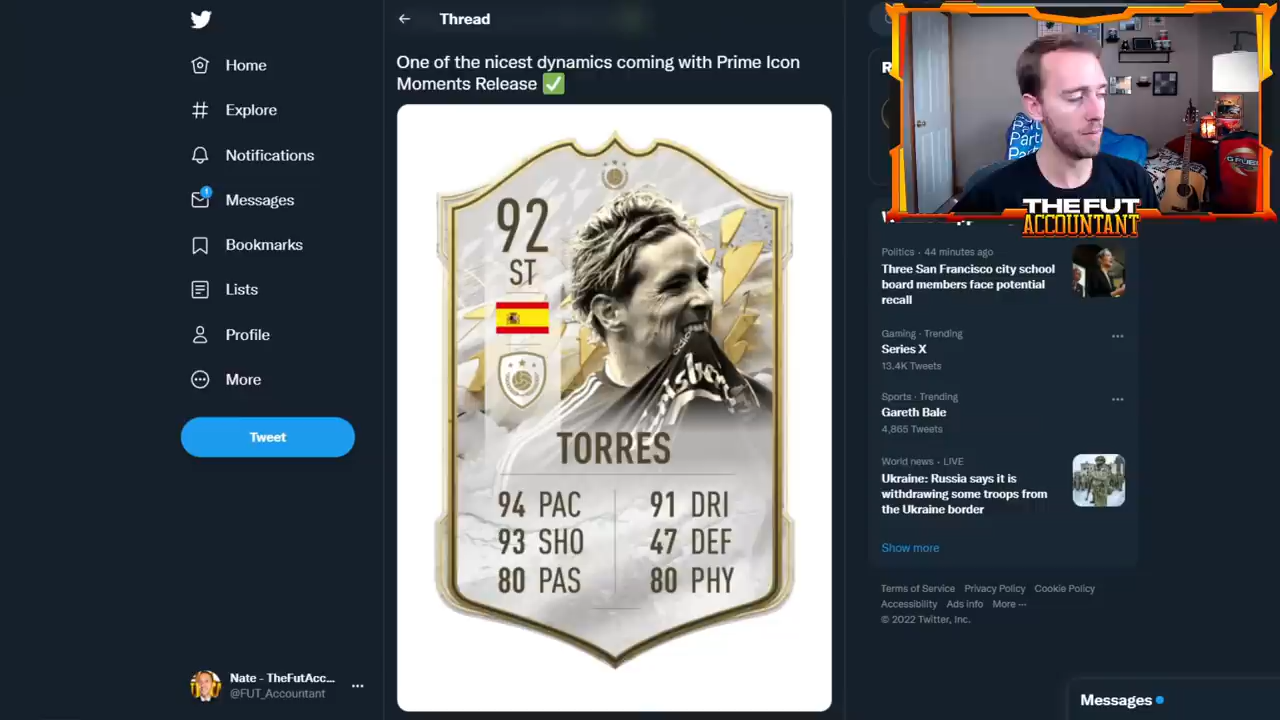 Thread
Home
Explore
Notifications
1
Messages
Bookmarks
Lists
Profile
More
Tweet
Nate - TheFutAcc...
@FUT_Accountant
One of the nicest dynamics coming with Prime Icon
Moments Release ✅
92
ST
adidas
TORRES
94 PAC
93 SHO
80 PAS
91 DRI
47 DEF
80 PHY
THE FUT
ACCOUNTANT
G FUEL
Politics · 44 minutes ago
Three San Francisco city school
board members face potential
recall
Gaming · Trending
Series X
13.4K Tweets
Sports · Trending
Gareth Bale
4,865 Tweets
World news · LIVE
Ukraine: Russia says it is
withdrawing some troops from
the Ukraine border
Show more
Terms of Service Privacy Policy Cookie Policy
Accessibility Ads info More ···
© 2022 Twitter, Inc.
Messages